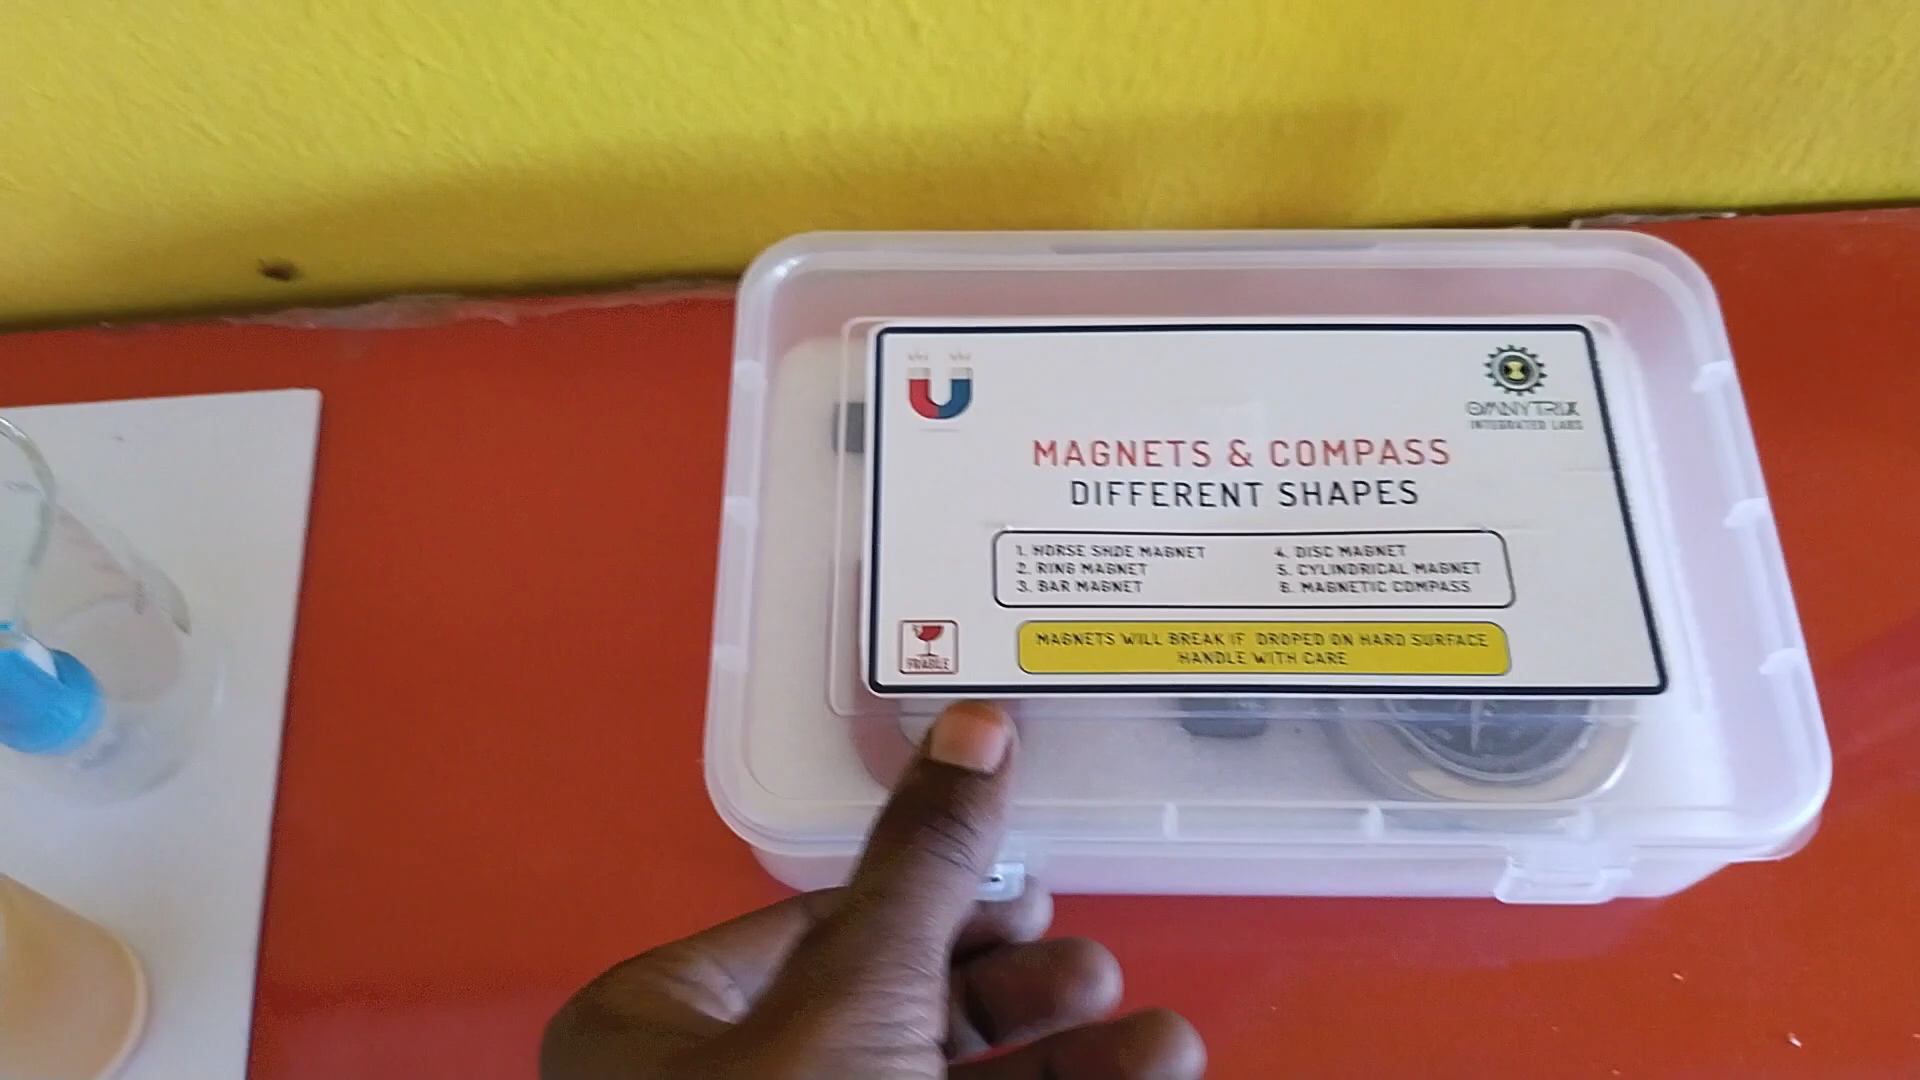 OMNYTRIX
INTEGRATED LABS
MAGNETS & COMPASS
DIFFERENT SHAPES
1. HORSE SHOE MAGNET
2. RING MAGNET
3. BAR MAGNET
4. DISC MAGNET
5. CYLINDRICAL MAGNET
6. MAGNETIC COMPASS
FRAGILE
MAGNETS WILL BREAK IF DROPED ON HARD SURFACE
HANDLE WITH CARE